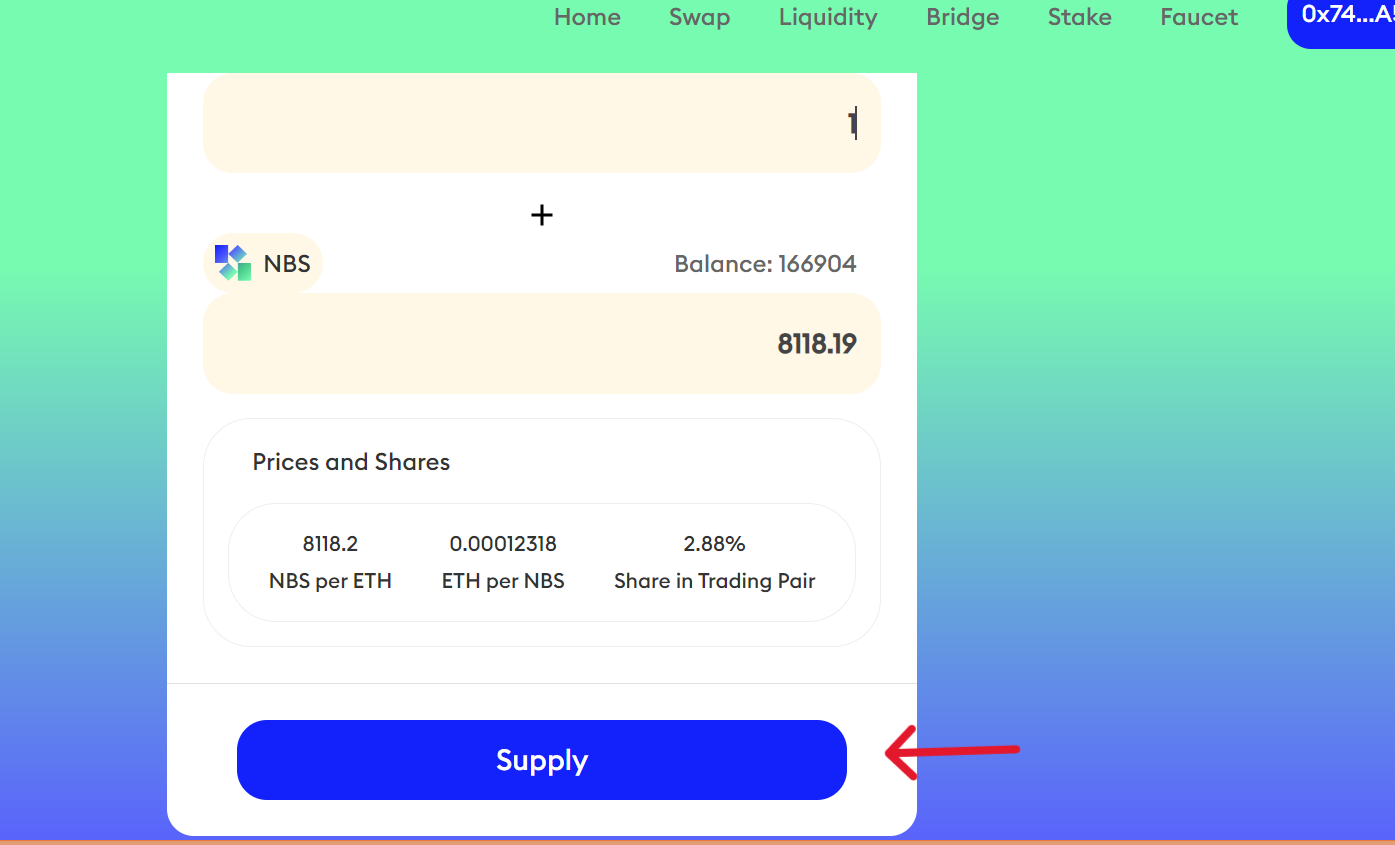 Home Swap Liquidity Bridge Stake Faucet 0x74...A5
1
+
NBS Balance: 166904
8118.19
Prices and Shares
8118.2 0.00012318 2.88%
NBS per ETH ETH per NBS Share in Trading Pair
Supply